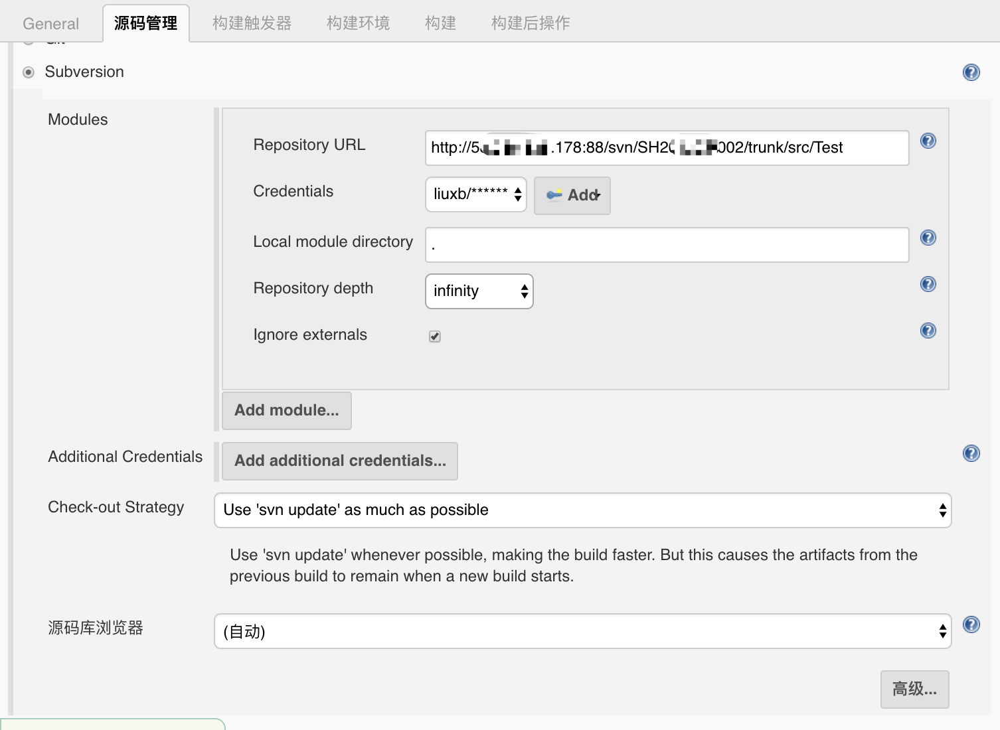 General 源码管理 构建触发器 构建环境 构建 构建后操作
Subversion
Modules
Repository URL http://5 .178:88/svn/SH2 002/trunk/src/Test
Credentials liuxb/****** Add
Local module directory .
Repository depth infinity
Ignore externals
Add module...
Additional Credentials Add additional credentials...
Check-out Strategy Use 'svn update' as much as possible
Use 'svn update' whenever possible, making the build faster. But this causes the artifacts from the
previous build to remain when a new build starts.
源码库浏览器 (自动)
高级...